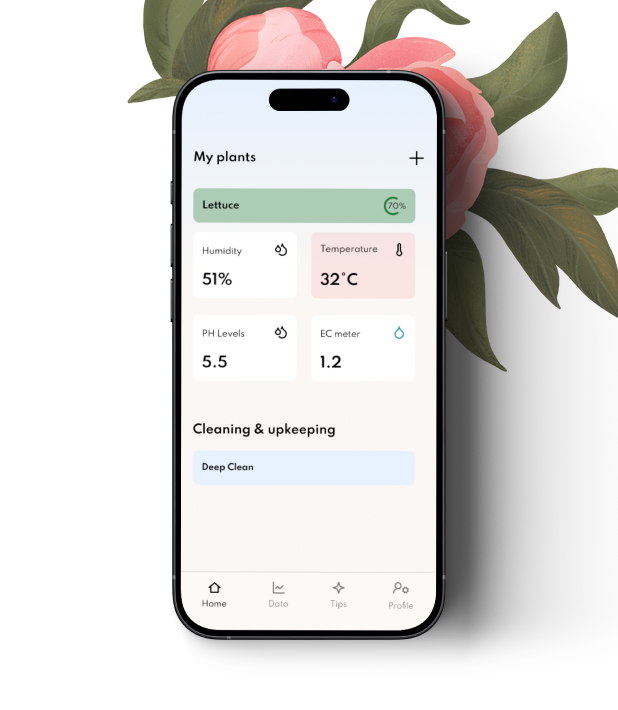 My plants
Lettuce
70%
Humidity
51%
Temperature
32°C
PH Levels
5.5
EC meter
1.2
Cleaning & upkeeping
Deep Clean
Home
Data
Tips
Profile